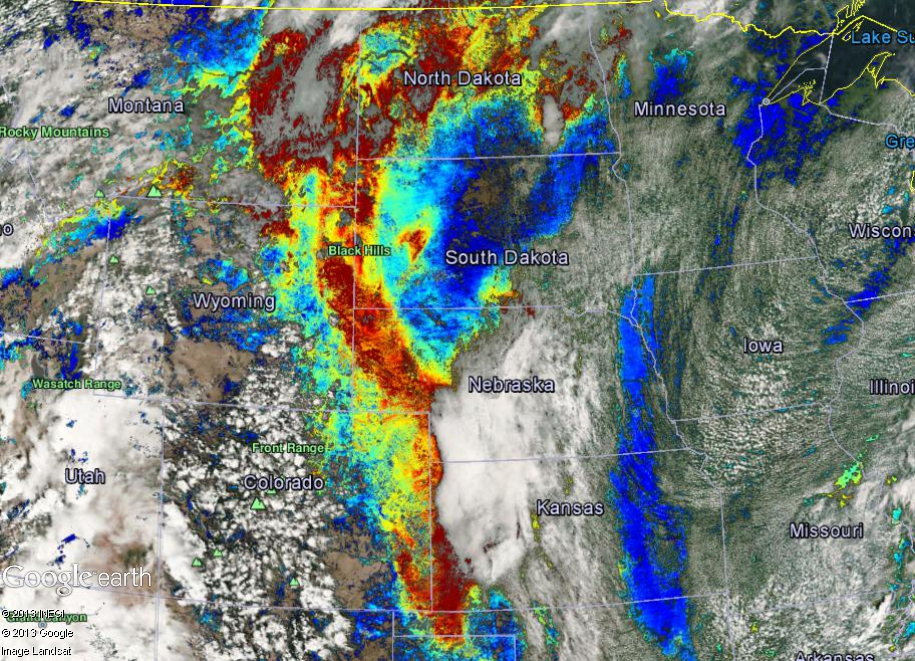 Lake Su
North Dakota
Montana
Minnesota
Rocky Mountains
Gre
o
Black Hills
South Dakota
Wiscons
Wyoming
Iowa
Wasatch Range
Nebraska
Illinoi
Front Range
Utah
Colorado
Kansas
Missouri
Google earth
© 2013 INEGI
Grand Canyon
© 2013 Google
Image Landsat
Arkansas